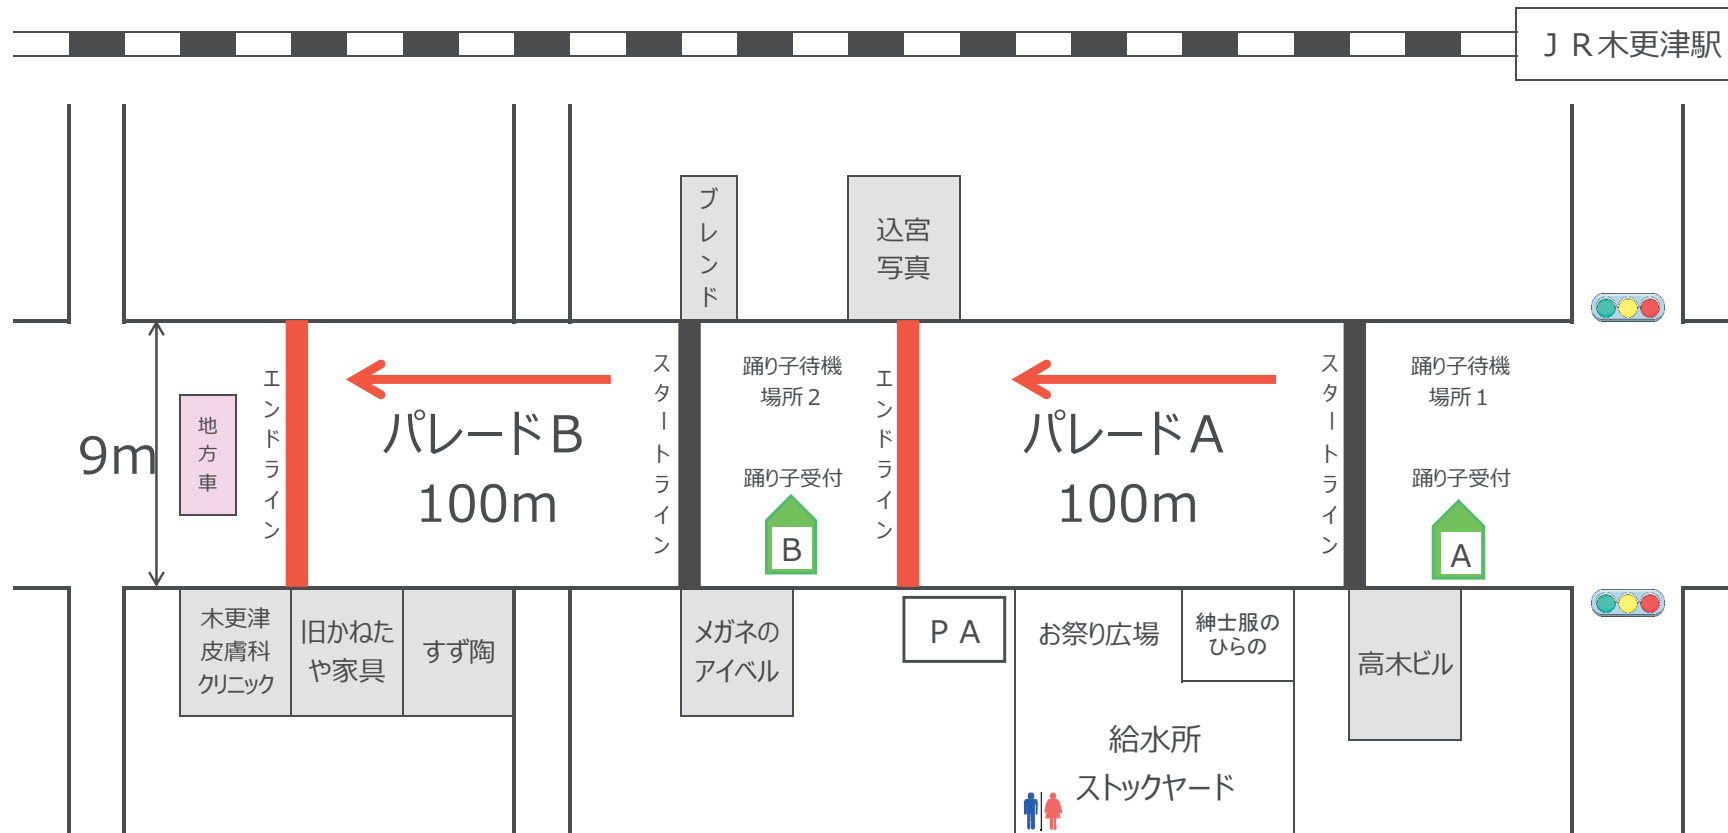 ＪＲ木更津駅
ブレンド
込宮
写真
エンドライン
スタートライン
踊り子待機
場所２
エンドライン
スタートライン
踊り子待機
場所１
地方車
9m
パレードB
100m
踊り子受付
B
パレードA
100m
踊り子受付
A
木更津
皮膚科
クリニック
旧かねた
や家具
すず陶
メガネの
アイベル
ＰＡ
お祭り広場
紳士服の
ひらの
高木ビル
給水所
ストックヤード